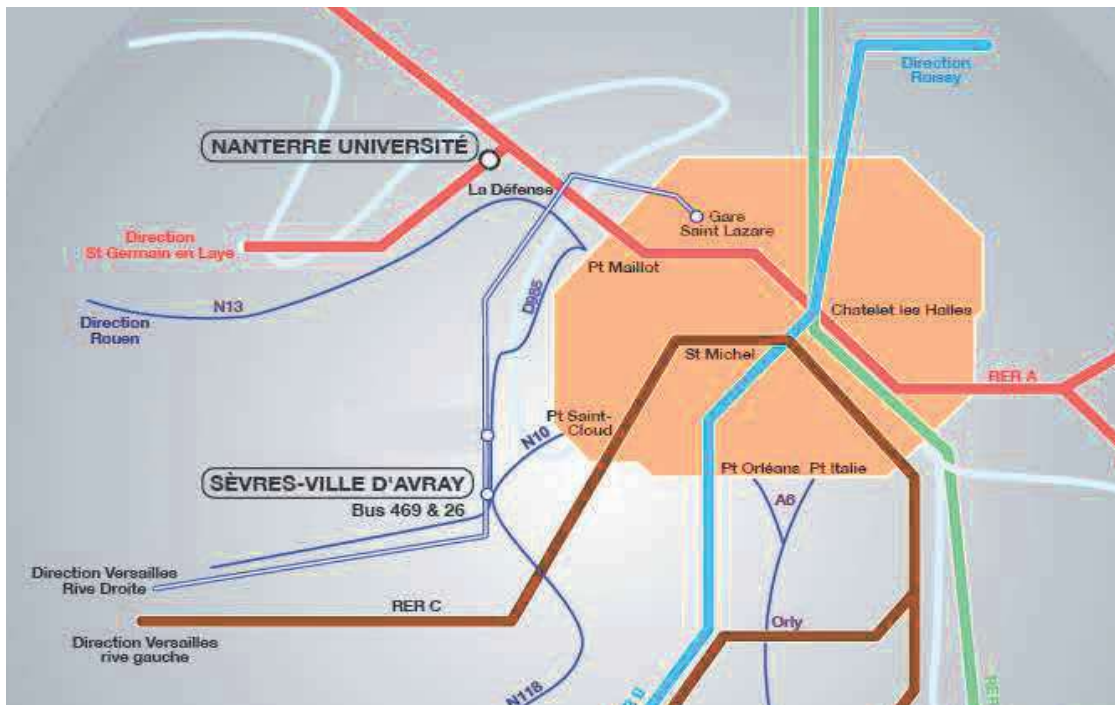 Direction
Roissy
NANTERRE UNIVERSITÉ
La Défense
Gare
Saint Lazare
Direction
St Germain en Laye
Pt Maillot
N13
D985
Direction
Rouen
Chatelet les Halles
St Michel
RER A
Pt Saint-
Cloud
N10
Pt Orléans Pt Italie
SÈVRES-VILLE D'AVRAY
Bus 469 & 26
A6
Direction Versailles
Rive Droite
RER C
Orly
Direction Versailles
rive gauche
N118